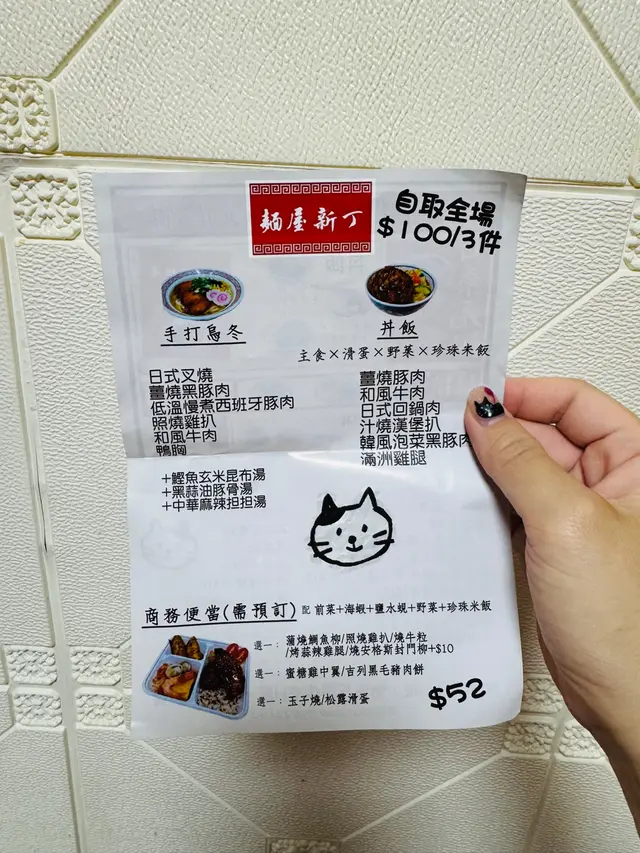 麵屋新丁
自取全場
$100/3件
手打烏冬
日式叉燒
薑燒黑豚肉
低溫慢煮西班牙豚肉
照燒雞扒
和風牛肉
鴨胸
+鰹魚玄米昆布湯
+黑蒜油豚骨湯
+中華麻辣担担湯
丼飯
主食×滑蛋×野菜×珍珠米飯
薑燒豚肉
和風牛肉
日式回鍋肉
汁燒漢堡扒
韓風泡菜黑豚肉
滿洲雞腿
商務便當(需預訂) 配 前菜+海蝦+鹽水蜆+野菜+珍珠米飯
選一: 蒲燒鯛魚柳/照燒雞扒/燒牛粒
/烤蒜辣雞腿/燒安格斯封門柳+$10
選一: 蜜糖雞中翼/吉列黑毛豬肉餅
選一: 玉子燒/松露滑蛋
$52